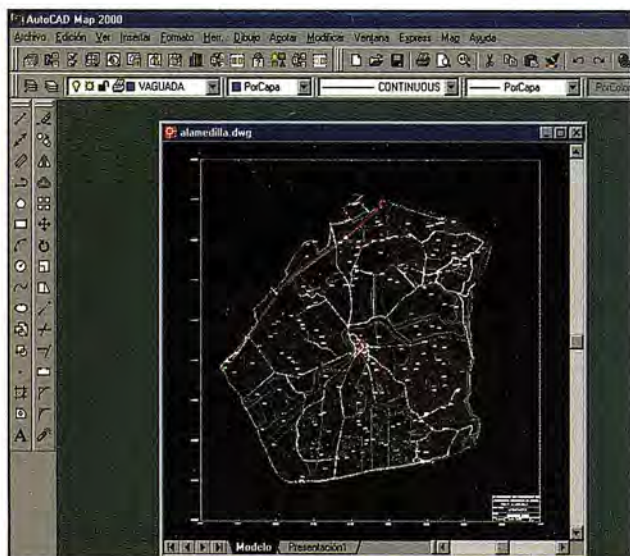 AutoCAD Map 2000
Archivo Edición Ver Insertar Formato Herr. Dibujo Acotar Modificar Ventana Express Map Ayuda
VAGUADA PorCapa CONTINUOUS PorCapa PorColor
alamedilla.dwg
Modelo Presentación1